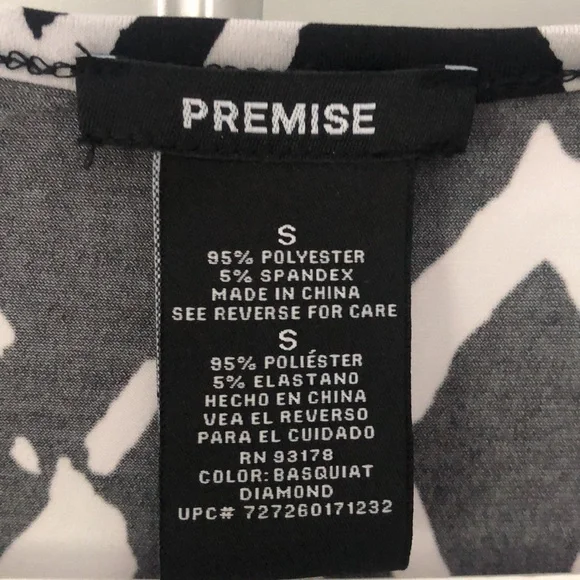 PREMISE
S
95% POLYESTER
5% SPANDEX
MADE IN CHINA
SEE REVERSE FOR CARE
S
95% POLIÉSTER
5% ELASTANO
HECHO EN CHINA
VEA EL REVERSO
PARA EL CUIDADO
RN 93178
COLOR: BASQUIAT
DIAMOND
UPC# 727260171232